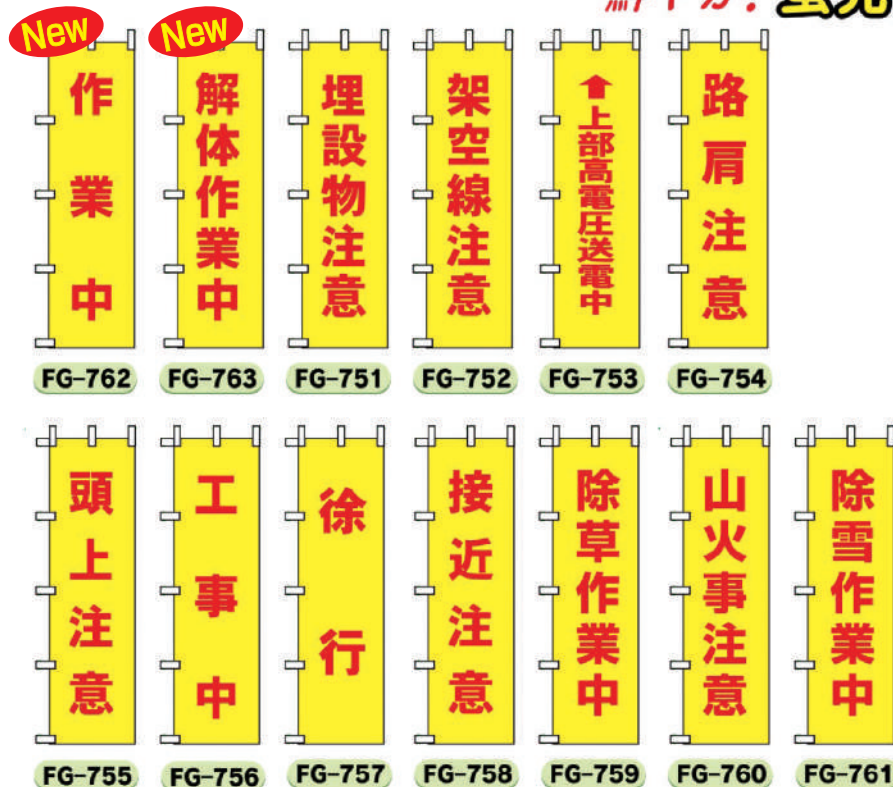 New
New
作業中
解体作業中
埋設物注意
架空線注意
↑上部高電圧送電中
路肩注意
FG-762
FG-763
FG-751
FG-752
FG-753
FG-754
頭上注意
工事中
徐行
接近注意
除草作業中
山火事注意
除雪作業中
FG-755
FG-756
FG-757
FG-758
FG-759
FG-760
FG-761